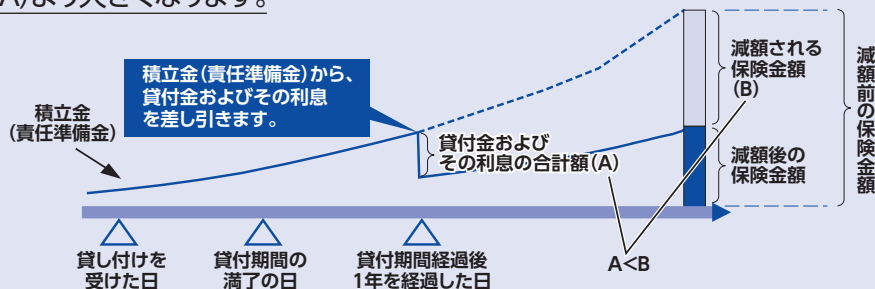 A)より大きくなります。
積立金(責任準備金)から、
貸付金およびその利息
を差し引きます。
積立金
(責任準備金)
貸付金および
その利息の合計額(A)
減額される
保険金額
(B)
減額後の
保険金額
減額前の保険金額
貸し付けを
受けた日
貸付期間の
満了の日
貸付期間経過後
1年を経過した日
A<B